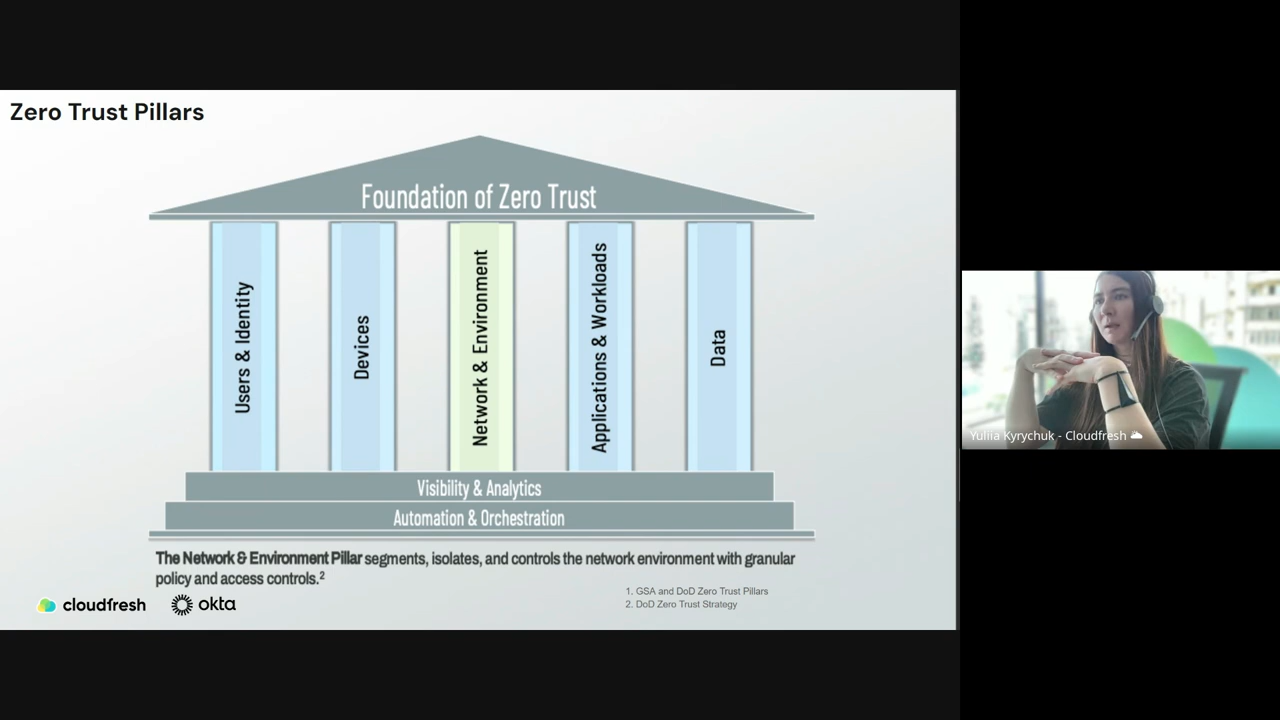 Zero Trust Pillars
Foundation of Zero Trust
Users & Identity
Devices
Network & Environment
Applications & Workloads
Data
Visibility & Analytics
Automation & Orchestration
The Network & Environment Pillar segments, isolates, and controls the network environment with granular
policy and access controls.²
1. GSA and DoD Zero Trust Pillars
2. DoD Zero Trust Strategy
cloudfresh
okta
Yuliia Kyrychuk - Cloudfresh 🌥️